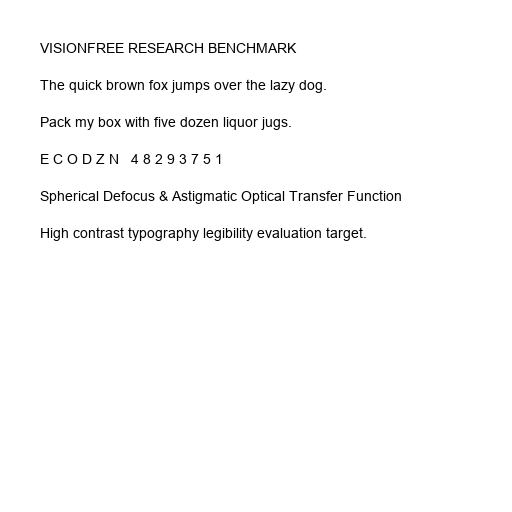 VISIONFREE RESEARCH BENCHMARK
The quick brown fox jumps over the lazy dog.
Pack my box with five dozen liquor jugs.
E C O D Z N   4 8 2 9 3 7 5 1
Spherical Defocus & Astigmatic Optical Transfer Function
High contrast typography legibility evaluation target.